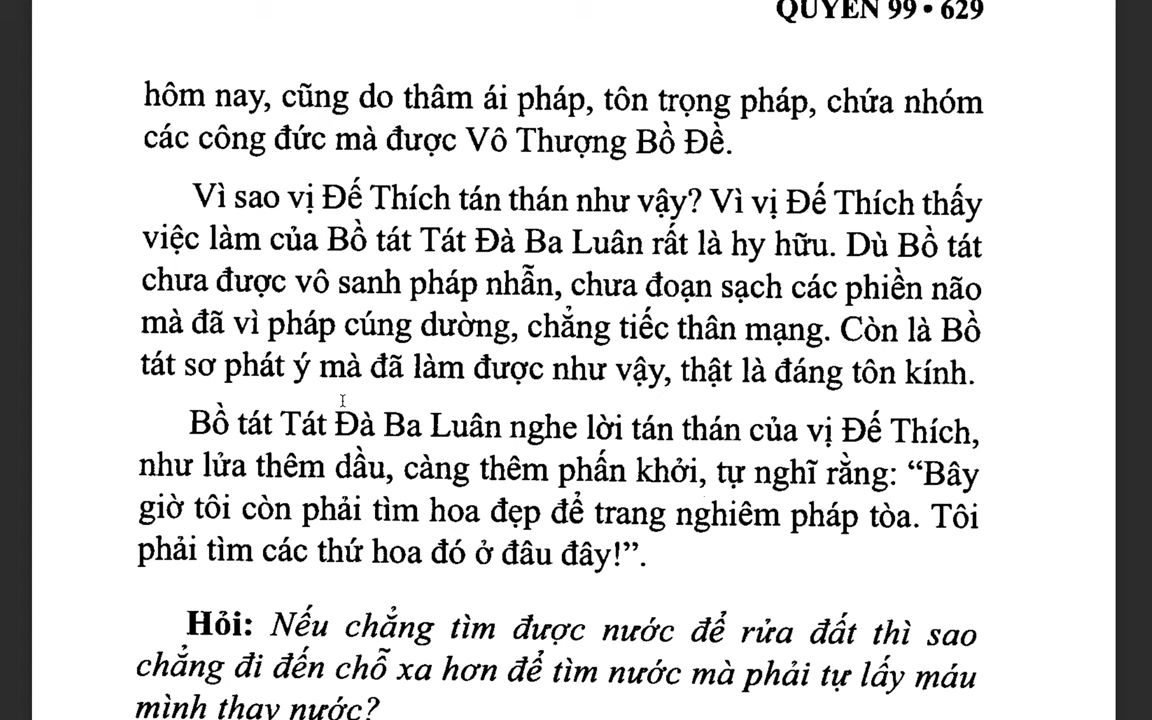 QUYỂN 99 • 629
hôm nay, cũng do thâm ái pháp, tôn trọng pháp, chứa nhóm
các công đức mà được Vô Thượng Bồ Đề.
Vì sao vị Đế Thích tán thán như vậy? Vì vị Đế Thích thấy
việc làm của Bồ tát Tát Đà Ba Luân rất là hy hữu. Dù Bồ tát
chưa được vô sanh pháp nhẫn, chưa đoạn sạch các phiền não
mà đã vì pháp cúng dường, chẳng tiếc thân mạng. Còn là Bồ
tát sơ phát ý mà đã làm được như vậy, thật là đáng tôn kính.
Bồ tát Tát Đà Ba Luân nghe lời tán thán của vị Đế Thích,
như lửa thêm dầu, càng thêm phấn khởi, tự nghĩ rằng: “Bây
giờ tôi còn phải tìm hoa đẹp để trang nghiêm pháp tòa. Tôi
phải tìm các thứ hoa đó ở đâu đây!”.
Hỏi: Nếu chẳng tìm được nước để rửa đất thì sao
chẳng đi đến chỗ xa hơn để tìm nước mà phải tự lấy máu
mình thay nước?